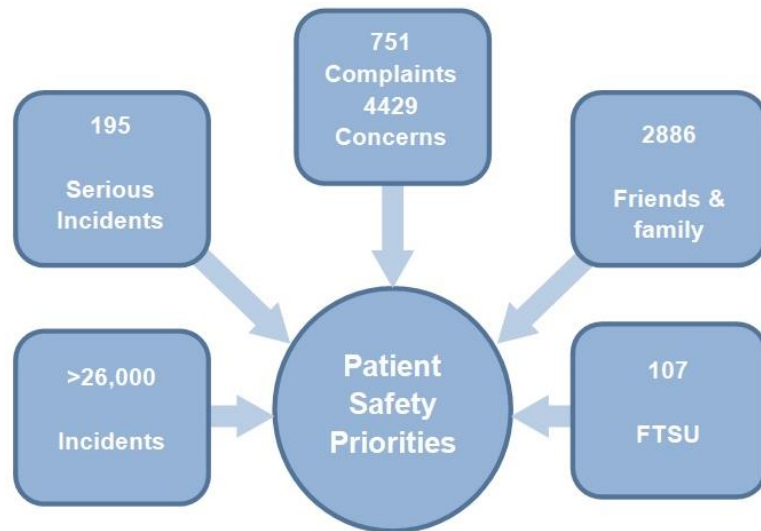 751
Complaints
4429
Concerns
195
Serious
Incidents
2886
Friends &
family
>26,000
Incidents
Patient
Safety
Priorities
107
FTSU